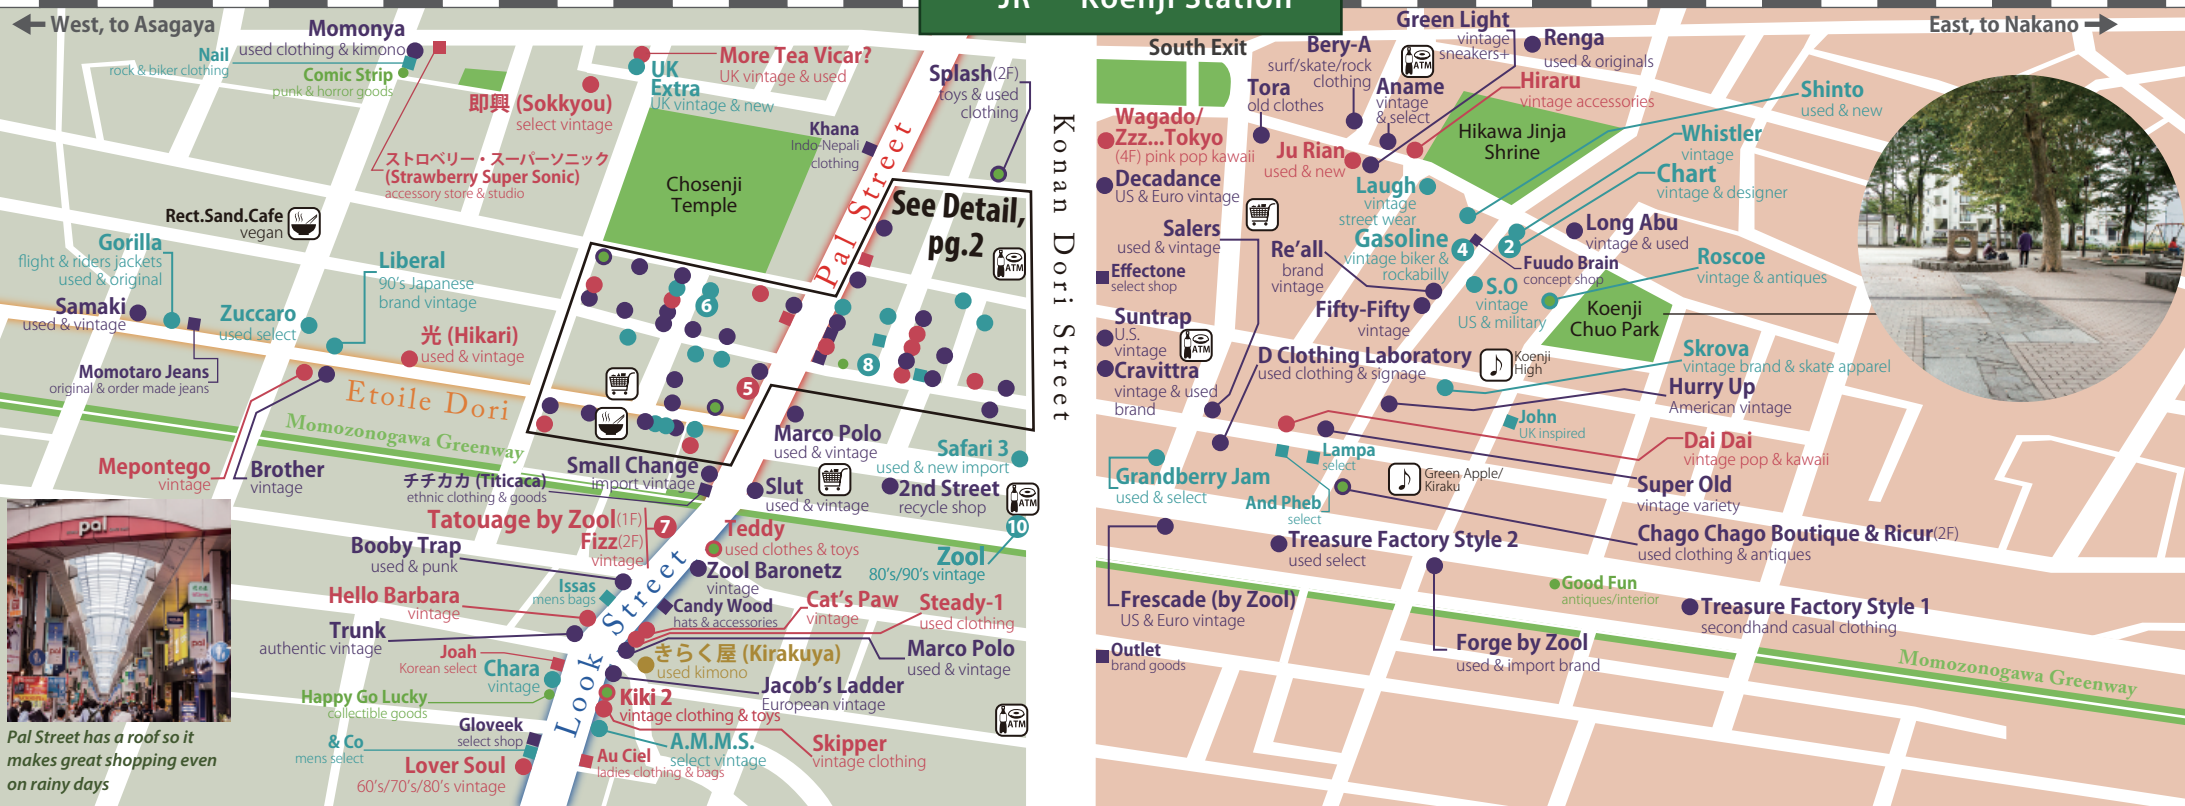 JR Koenji Station
West, to Asagaya
East, to Nakano
Momonya
used clothing & kimono
Nail
rock & biker clothing
Comic Strip
punk & horror goods
即興 (Sokkyou)
select vintage
More Tea Vicar?
UK vintage & used
UK
Extra
UK vintage & new
ストロベリー・スーパーソニック
(Strawberry Super Sonic)
accessory store & studio
Khana
Indo-Nepali
clothing
Splash(2F)
toys & used
clothing
Chosenji
Temple
Pal Street
See Detail,
pg.2
ATM
Rect.Sand.Cafe
vegan
Gorilla
flight & riders jackets
used & original
Liberal
90's Japanese
brand vintage
Samaki
used & vintage
Zuccaro
used select
光 (Hikari)
used & vintage
Momotaro Jeans
original & order made jeans
Etoile Dori
Momozonogawa Greenway
6
5
8
Mepontego
vintage
Brother
vintage
チチカカ (Titicaca)
ethnic clothing & goods
Small Change
import vintage
Marco Polo
used & vintage
Safari 3
used & new import
Slut
used & vintage
2nd Street
recycle shop
ATM
10
Zool
80's/90's vintage
Tatouage by Zool(1F)
Fizz(2F)
vintage
7
Teddy
used clothes & toys
Booby Trap
used & punk
Zool Baronetz
vintage
Issas
mens bags
Candy Wood
hats & accessories
Hello Barbara
vintage
Cat's Paw
vintage
Steady-1
used clothing
Trunk
authentic vintage
Look Street
Joah
Korean select
きらく屋 (Kirakuya)
used kimono
Marco Polo
used & vintage
Chara
vintage
Jacob's Ladder
European vintage
Happy Go Lucky
collectible goods
Kiki 2
vintage clothing & toys
Gloveek
select shop
& Co
mens select
A.M.M.S.
select vintage
Skipper
vintage clothing
ATM
Lover Soul
60's/70's/80's vintage
Au Ciel
ladies clothing & bags
pal
pal
Pal Street has a roof so it
makes great shopping even
on rainy days
Konan Dori Street
South Exit
Bery-A
surf/skate/rock
clothing
ATM
Green Light
vintage
sneakers+
Renga
used & originals
Tora
old clothes
Aname
vintage
& select
Hiraru
vintage accessories
Shinto
used & new
Wagado/
Zzz...Tokyo
(4F) pink pop kawaii
Ju Rian
used & new
Hikawa Jinja
Shrine
Whistler
vintage
Chart
vintage & designer
Decadance
US & Euro vintage
Laugh
vintage
street wear
Salers
used & vintage
Re'all
brand
vintage
Gasoline
vintage biker &
rockabilly
4
2
Long Abu
vintage & used
Fuudo Brain
concept shop
Roscoe
vintage & antiques
Effectone
select shop
S.O
vintage
US & military
Koenji
Chuo Park
Fifty-Fifty
vintage
Suntrap
U.S.
vintage
ATM
Cravittra
vintage & used
brand
D Clothing Laboratory
used clothing & signage
Koenji
High
Skrova
vintage brand & skate apparel
Hurry Up
American vintage
John
UK inspired
Dai Dai
vintage pop & kawaii
Lampa
select
Grandberry Jam
used & select
And Pheb
select
Green Apple/
Kiraku
Super Old
vintage variety
Chago Chago Boutique & Ricur(2F)
used clothing & antiques
Treasure Factory Style 2
used select
Good Fun
antiques/interior
Frescade (by Zool)
US & Euro vintage
Treasure Factory Style 1
secondhand casual clothing
Forge by Zool
used & import brand
Outlet
brand goods
Momozonogawa Greenway